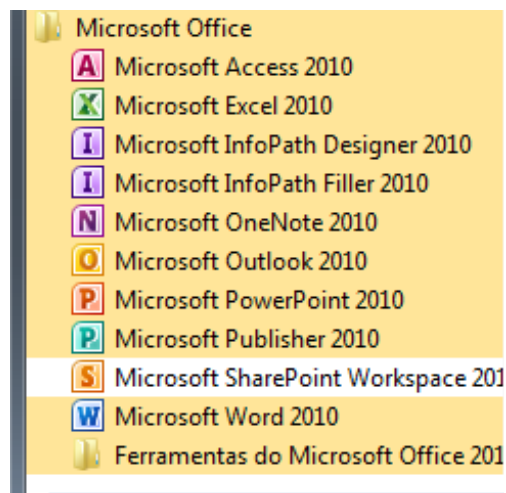 Microsoft Office
A Microsoft Access 2010
X Microsoft Excel 2010
I Microsoft InfoPath Designer 2010
I Microsoft InfoPath Filler 2010
N Microsoft OneNote 2010
O Microsoft Outlook 2010
P Microsoft PowerPoint 2010
P Microsoft Publisher 2010
S Microsoft SharePoint Workspace 201
W Microsoft Word 2010
Ferramentas do Microsoft Office 201